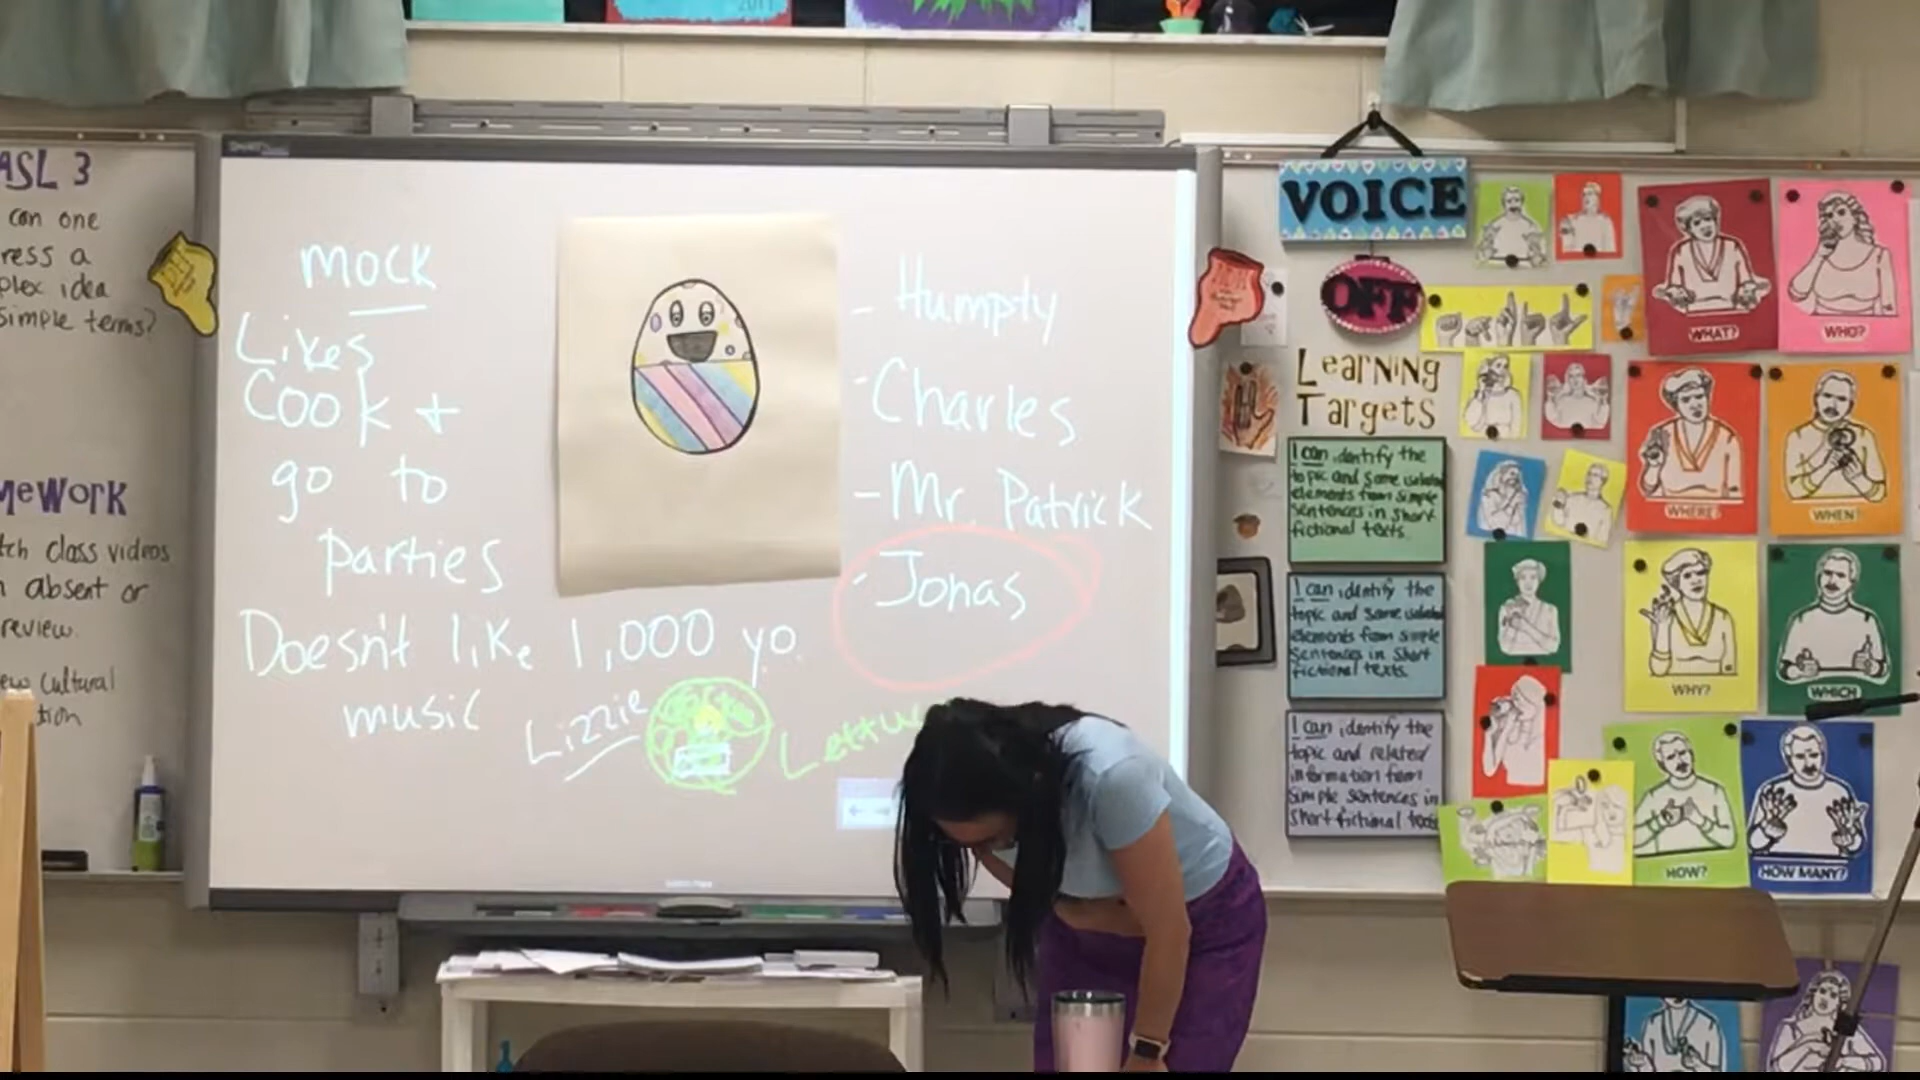 2011
ASL 3
can one
ress a
plex idea
simple terms?
meWork
tch class videos
absent or
review.
ew cultural
tion
mock
Likes
Cook +
go to
parties
Doesn't like 1,000 yo.
music
Lizzie
Lettu
- Humpty
- Charles
- Mr. Patrick
- Jonas
VOICE
OFF
Learning
Targets
I can identify the
topic and some isolated
elements from simple
sentences in short
fictional texts.
I can identify the
topic and some isolated
elements from simple
sentences in short
fictional texts.
I can identify the
topic and related
information from
simple sentences in
short fictional texts
WHAT?
WHO?
WHERE?
WHEN?
WHY?
WHICH
HOW?
HOW MANY?